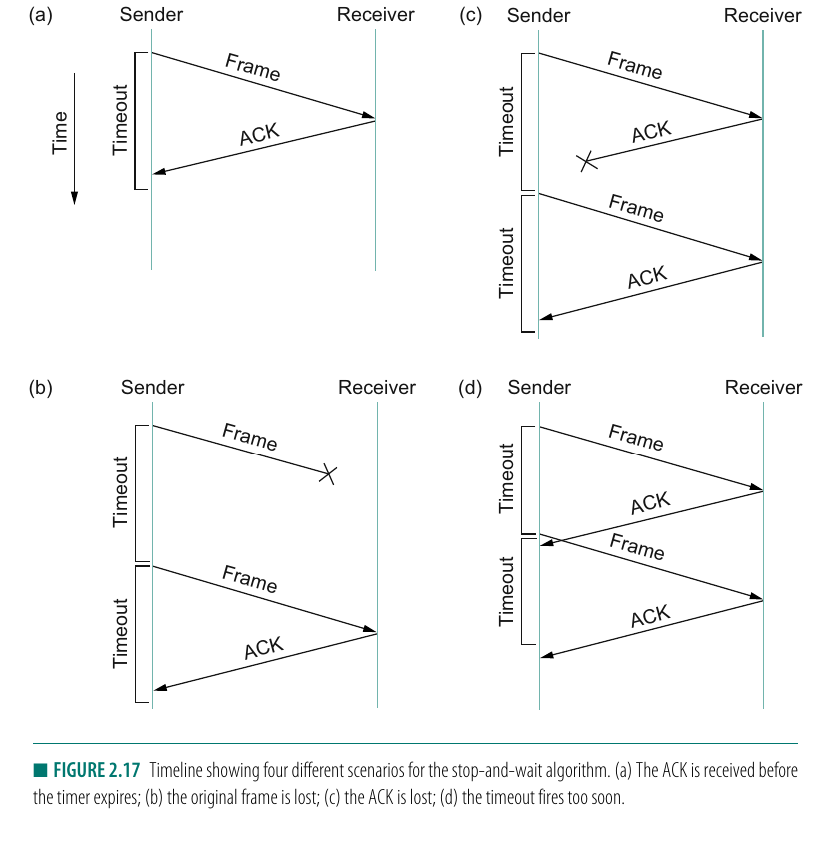 (a)
Sender
Receiver
Time
Timeout
Frame
ACK
(c)
Sender
Receiver
Timeout
Frame
ACK
Timeout
Frame
ACK
(b)
Sender
Receiver
Timeout
Frame
Timeout
Frame
ACK
(d)
Sender
Receiver
Timeout
Frame
ACK
Timeout
Frame
ACK
■ FIGURE 2.17 Timeline showing four different scenarios for the stop-and-wait algorithm. (a) The ACK is received before
the timer expires; (b) the original frame is lost; (c) the ACK is lost; (d) the timeout fires too soon.